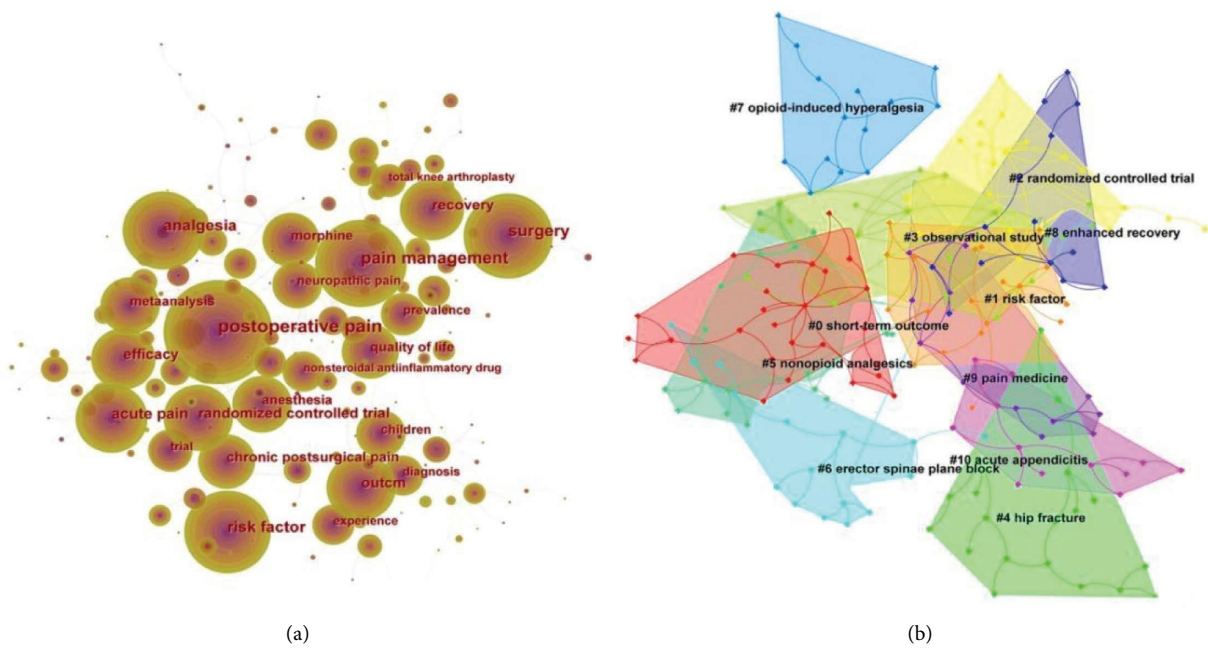 total knee arthroplasty
recovery
analgesia
surgery
morphine
pain management
neuropathic pain
metaanalysis
prevalence
postoperative pain
quality of life
efficacy
nonsteroidal antiinflammatory drug
anesthesia
acute pain
randomized controlled trial
children
trial
chronic postsurgical pain
diagnosis
outcm
experience
risk factor
(a)
#7 opioid-induced hyperalgesia
#2 randomized controlled trial
#3 observational study
#8 enhanced recovery
#1 risk factor
#0 short-term outcome
#5 nonopioid analgesics
#9 pain medicine
#10 acute appendicitis
#6 erector spinae plane block
#4 hip fracture
(b)